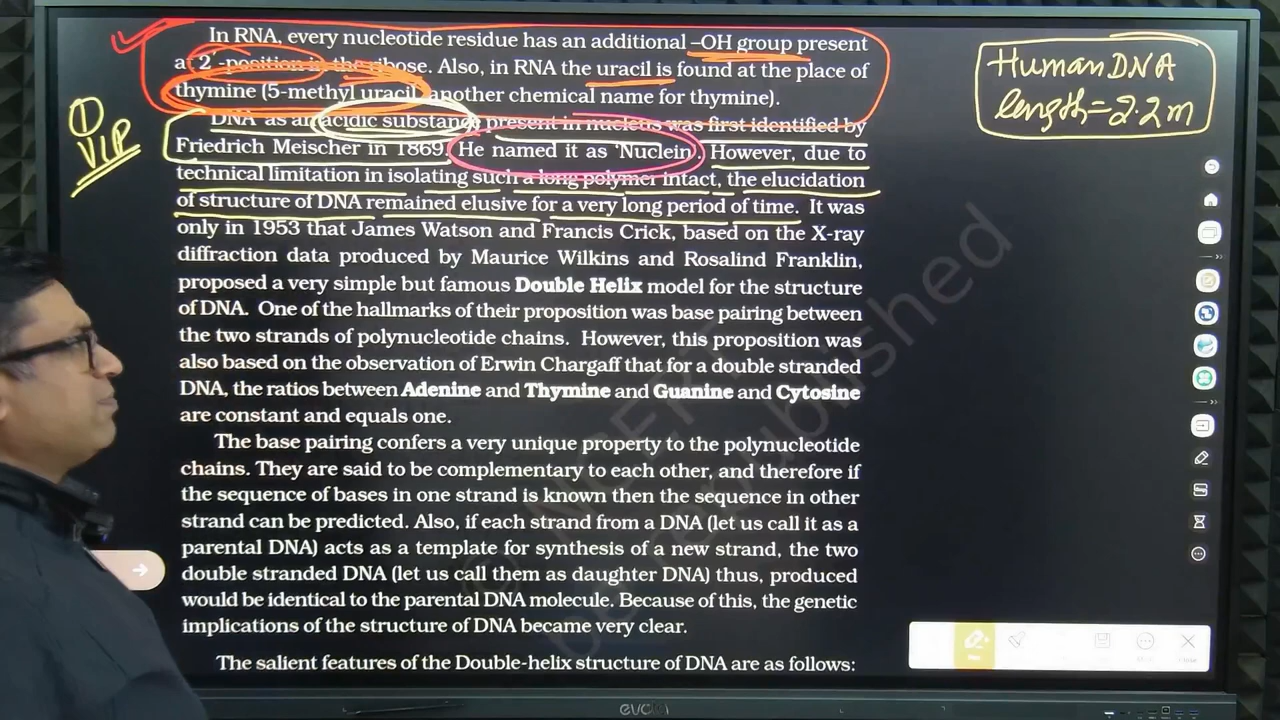 In RNA, every nucleotide residue has an additional –OH group present
at 2'-position in the ribose. Also, in RNA the uracil is found at the place of
thymine (5-methyl uracil, another chemical name for thymine).
DNA as an acidic substance present in nucleus was first identified by
Friedrich Meischer in 1869. He named it as 'Nuclein'. However, due to
technical limitation in isolating such a long polymer intact, the elucidation
of structure of DNA remained elusive for a very long period of time. It was
only in 1953 that James Watson and Francis Crick, based on the X-ray
diffraction data produced by Maurice Wilkins and Rosalind Franklin,
proposed a very simple but famous Double Helix model for the structure
of DNA. One of the hallmarks of their proposition was base pairing between
the two strands of polynucleotide chains. However, this proposition was
also based on the observation of Erwin Chargaff that for a double stranded
DNA, the ratios between Adenine and Thymine and Guanine and Cytosine
are constant and equals one.
The base pairing confers a very unique property to the polynucleotide
chains. They are said to be complementary to each other, and therefore if
the sequence of bases in one strand is known then the sequence in other
strand can be predicted. Also, if each strand from a DNA (let us call it as a
parental DNA) acts as a template for synthesis of a new strand, the two
double stranded DNA (let us call them as daughter DNA) thus, produced
would be identical to the parental DNA molecule. Because of this, the genetic
implications of the structure of DNA became very clear.
The salient features of the Double-helix structure of DNA are as follows:
① VIP
Human DNA
length = 2.2 m
published